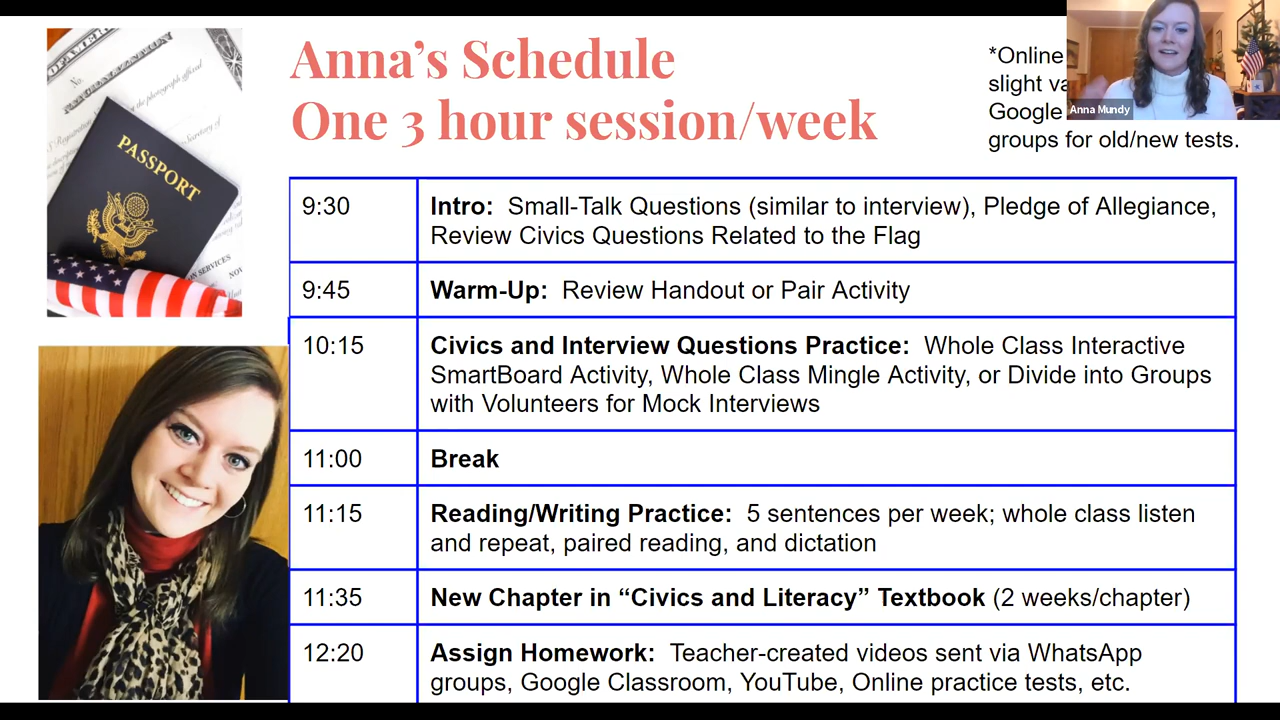 Anna's Schedule
One 3 hour session/week
*Online
slight
Google
groups for old/new tests.
Anna Mundy
PASSPORT
No.
9:30
Intro: Small-Talk Questions (similar to interview), Pledge of Allegiance,
Review Civics Questions Related to the Flag
9:45
Warm-Up: Review Handout or Pair Activity
10:15
Civics and Interview Questions Practice: Whole Class Interactive
SmartBoard Activity, Whole Class Mingle Activity, or Divide into Groups
with Volunteers for Mock Interviews
11:00
Break
11:15
Reading/Writing Practice: 5 sentences per week; whole class listen
and repeat, paired reading, and dictation
11:35
New Chapter in “Civics and Literacy” Textbook (2 weeks/chapter)
12:20
Assign Homework: Teacher-created videos sent via WhatsApp
groups, Google Classroom, YouTube, Online practice tests, etc.